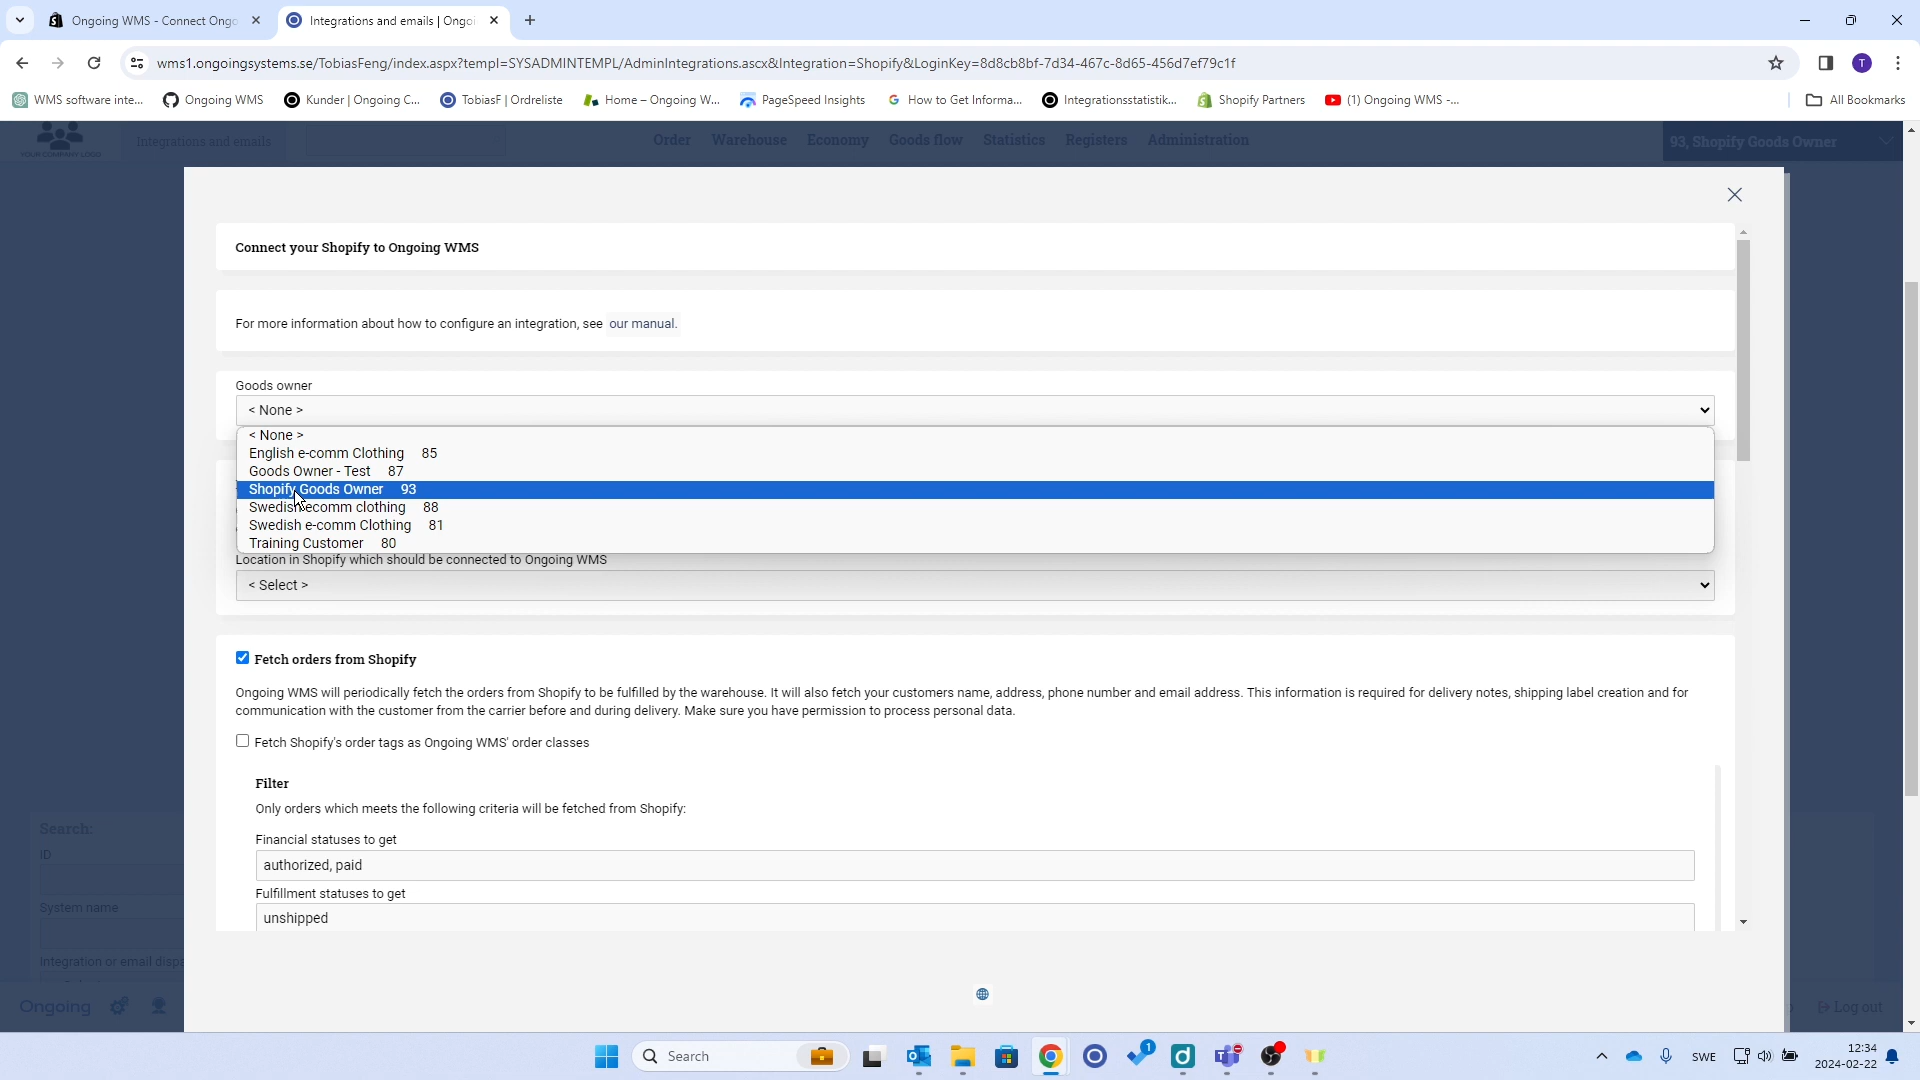 Ongoing WMS - Connect Ongo
Integrations and emails | Ongoi
wms1.ongoingsystems.se/TobiasFeng/index.aspx?templ=SYSADMINTEMPL/AdminIntegrations.ascx&Integration=Shopify&LoginKey=8d8cb8bf-7d34-467c-8d65-456d7ef79c1f
T
WMS software inte...
Ongoing WMS
Kunder | Ongoing C...
TobiasF | Ordreliste
Home – Ongoing W...
PageSpeed Insights
How to Get Informa...
Integrationsstatistik...
Shopify Partners
(1) Ongoing WMS -...
All Bookmarks
YOUR COMPANY LOGO
Integrations and emails
Order
Warehouse
Economy
Goods flow
Statistics
Registers
Administration
93, Shopify Goods Owner
Connect your Shopify to Ongoing WMS
For more information about how to configure an integration, see our manual.
Goods owner
< None >
< None >
English e-comm Clothing 85
Goods Owner - Test 87
Shopify Goods Owner 93
Swedish ecomm clothing 88
Swedish e-comm Clothing 81
Training Customer 80
Location in Shopify which should be connected to Ongoing WMS
< Select >
Fetch orders from Shopify
Ongoing WMS will periodically fetch the orders from Shopify to be fulfilled by the warehouse. It will also fetch your customers name, address, phone number and email address. This information is required for delivery notes, shipping label creation and for
communication with the customer from the carrier before and during delivery. Make sure you have permission to process personal data.
Fetch Shopify's order tags as Ongoing WMS' order classes
Filter
Only orders which meets the following criteria will be fetched from Shopify:
Financial statuses to get
authorized, paid
Fulfillment statuses to get
unshipped
Search:
ID
System name
Integration or email dispa
Ongoing
Log out
Search
1
SWE
12:34
2024-02-22